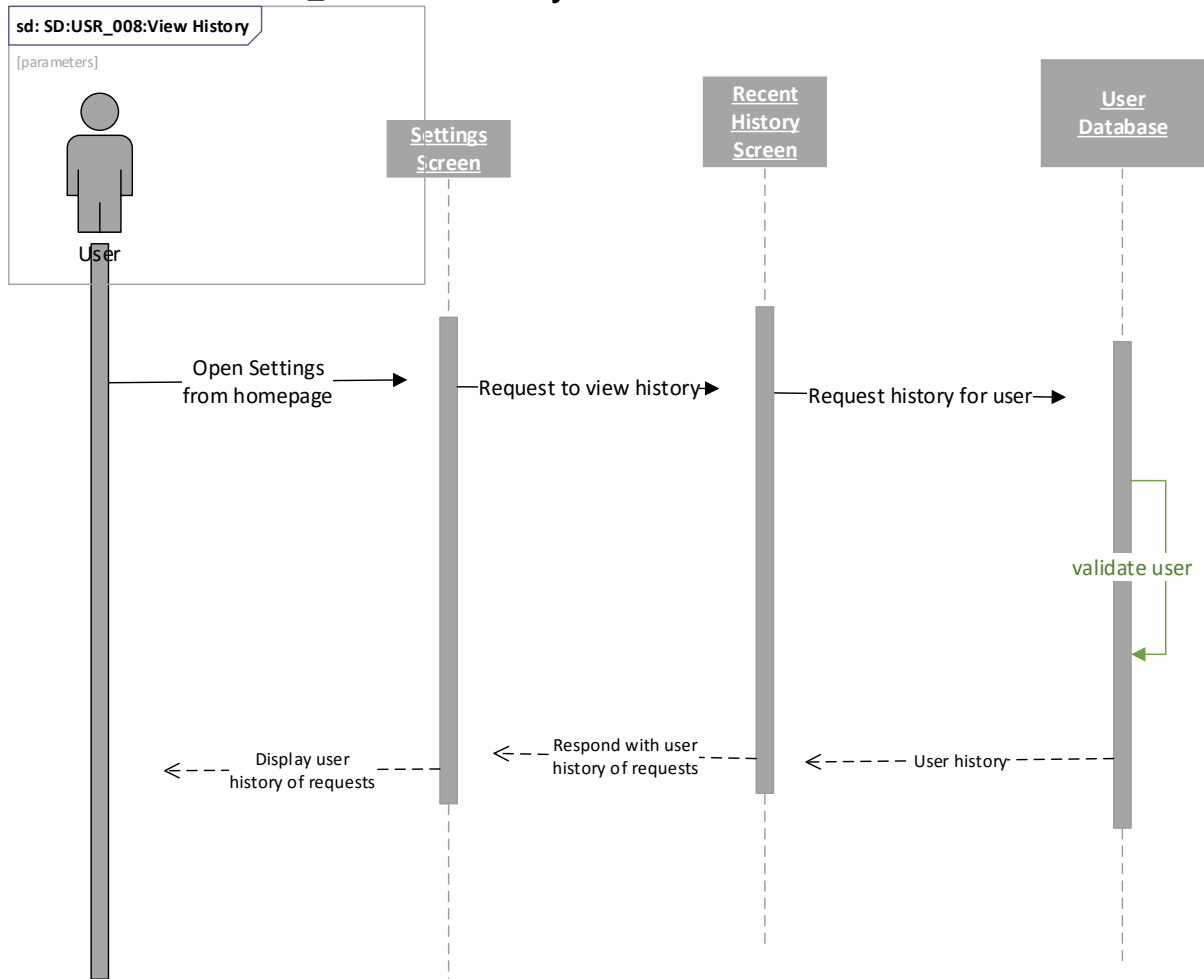 sd: SD:USR_008:View History
[parameters]
User
Settings
Screen
Recent
History
Screen
User
Database
Open Settings
from homepage
Request to view history
Request history for user
validate user
Display user
history of requests
Respond with user
history of requests
User history